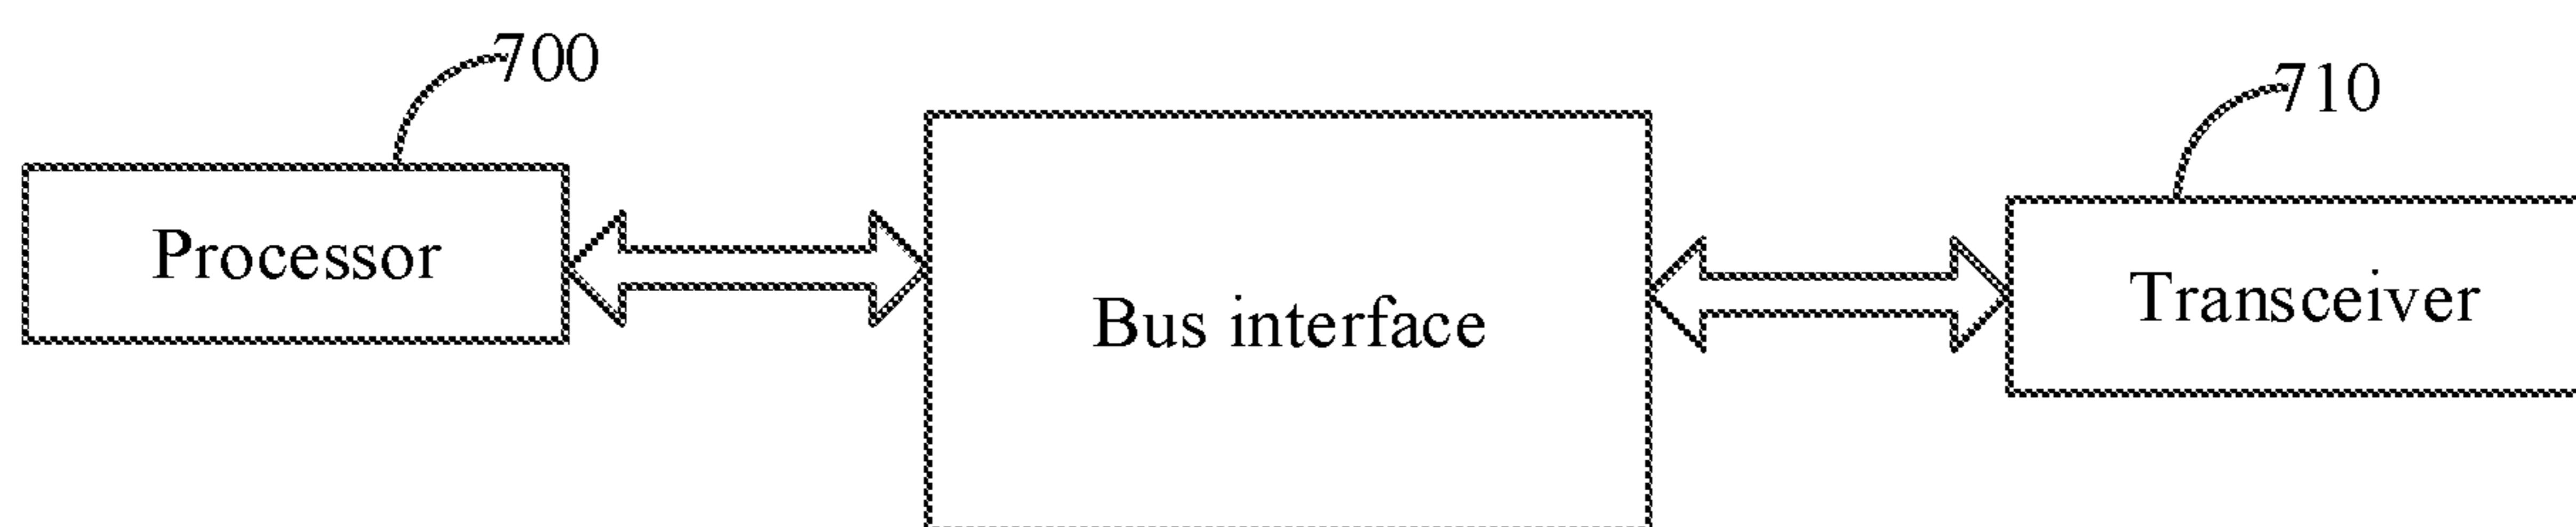 700
710
Processor
Bus interface
Transceiver